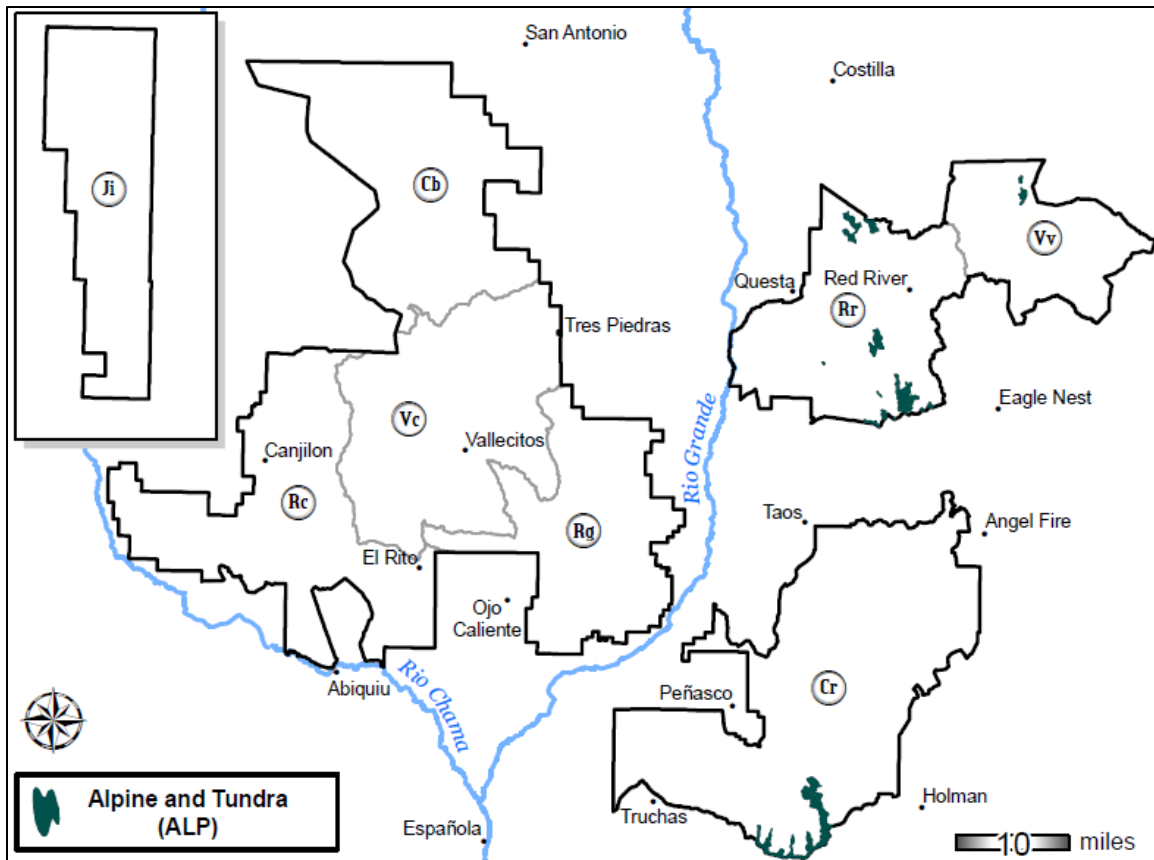 San Antonio
Costilla
Ji
Cb
Vv
Questa
Red River
Rr
Tres Piedras
Eagle Nest
Vc
Vallecitos
Canjilon
Rio Grande
Rc
Rg
Taos
Angel Fire
El Rito
Ojo
Caliente
Abiquiu
Rio Chama
Peñasco
Cr
Alpine and Tundra
(ALP)
Truchas
Holman
Española
10 miles